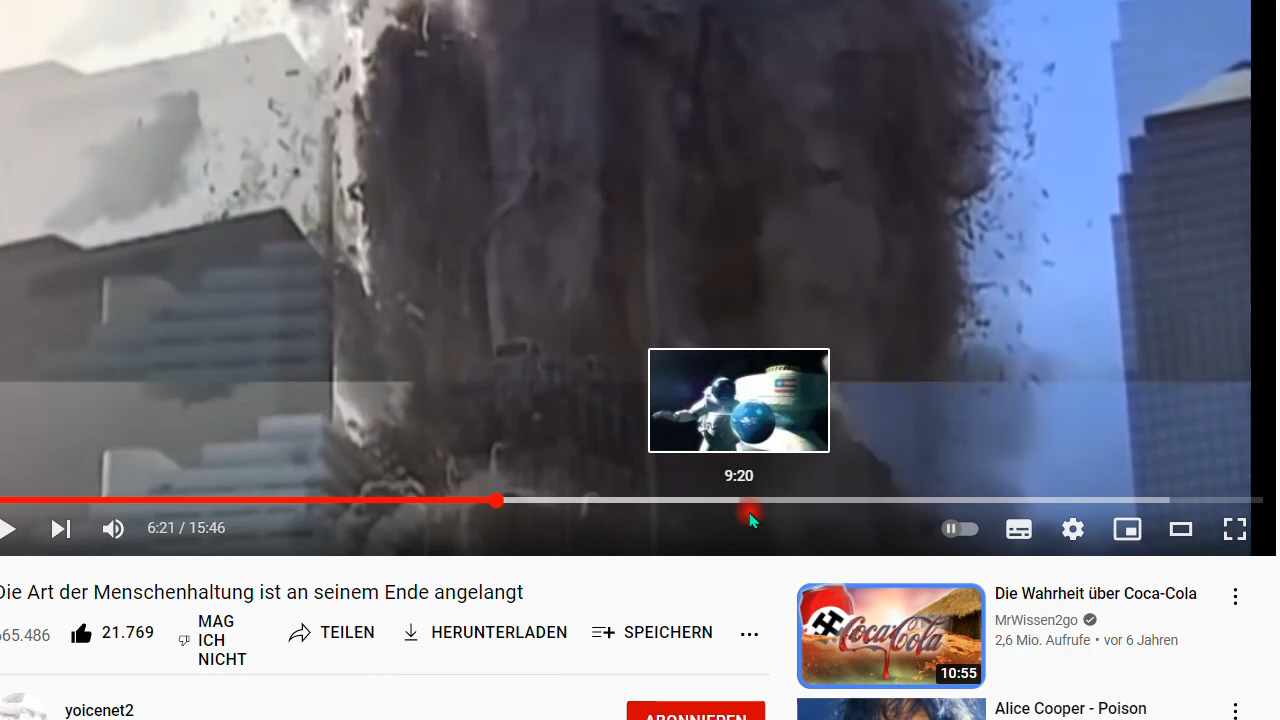 9:20
6:21 / 15:46
Die Art der Menschenhaltung ist an seinem Ende angelangt
65.486
21.769
MAG
ICH
NICHT
TEILEN
HERUNTERLADEN
SPEICHERN
yoicenet2
ABONNIEREN
Coca-Cola
10:55
Die Wahrheit über Coca-Cola
MrWissen2go
2,6 Mio. Aufrufe • vor 6 Jahren
Alice Cooper - Poison